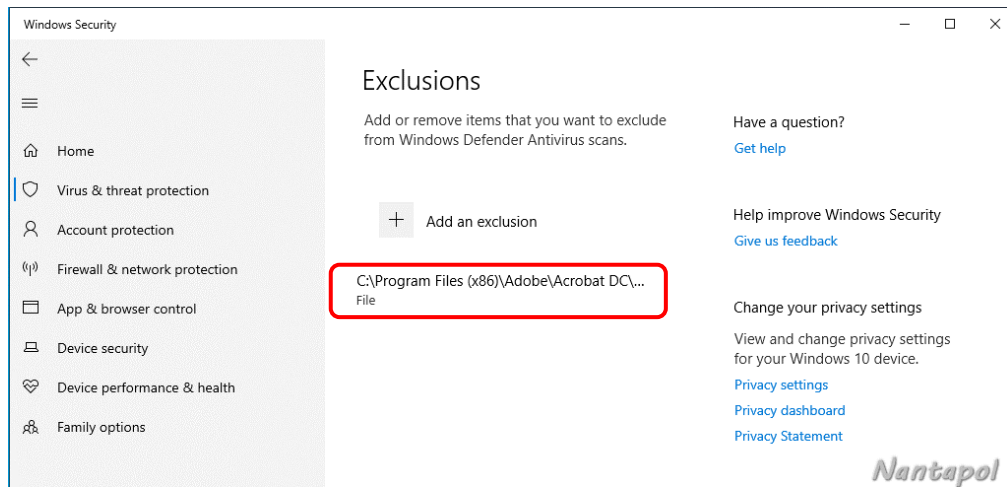 Windows Security
Home
Virus & threat protection
Account protection
Firewall & network protection
App & browser control
Device security
Device performance & health
Family options
Exclusions
Add or remove items that you want to exclude
from Windows Defender Antivirus scans.
Add an exclusion
C:\Program Files (x86)\Adobe\Acrobat DC\...
File
Have a question?
Get help
Help improve Windows Security
Give us feedback
Change your privacy settings
View and change privacy settings
for your Windows 10 device.
Privacy settings
Privacy dashboard
Privacy Statement
Nantapol